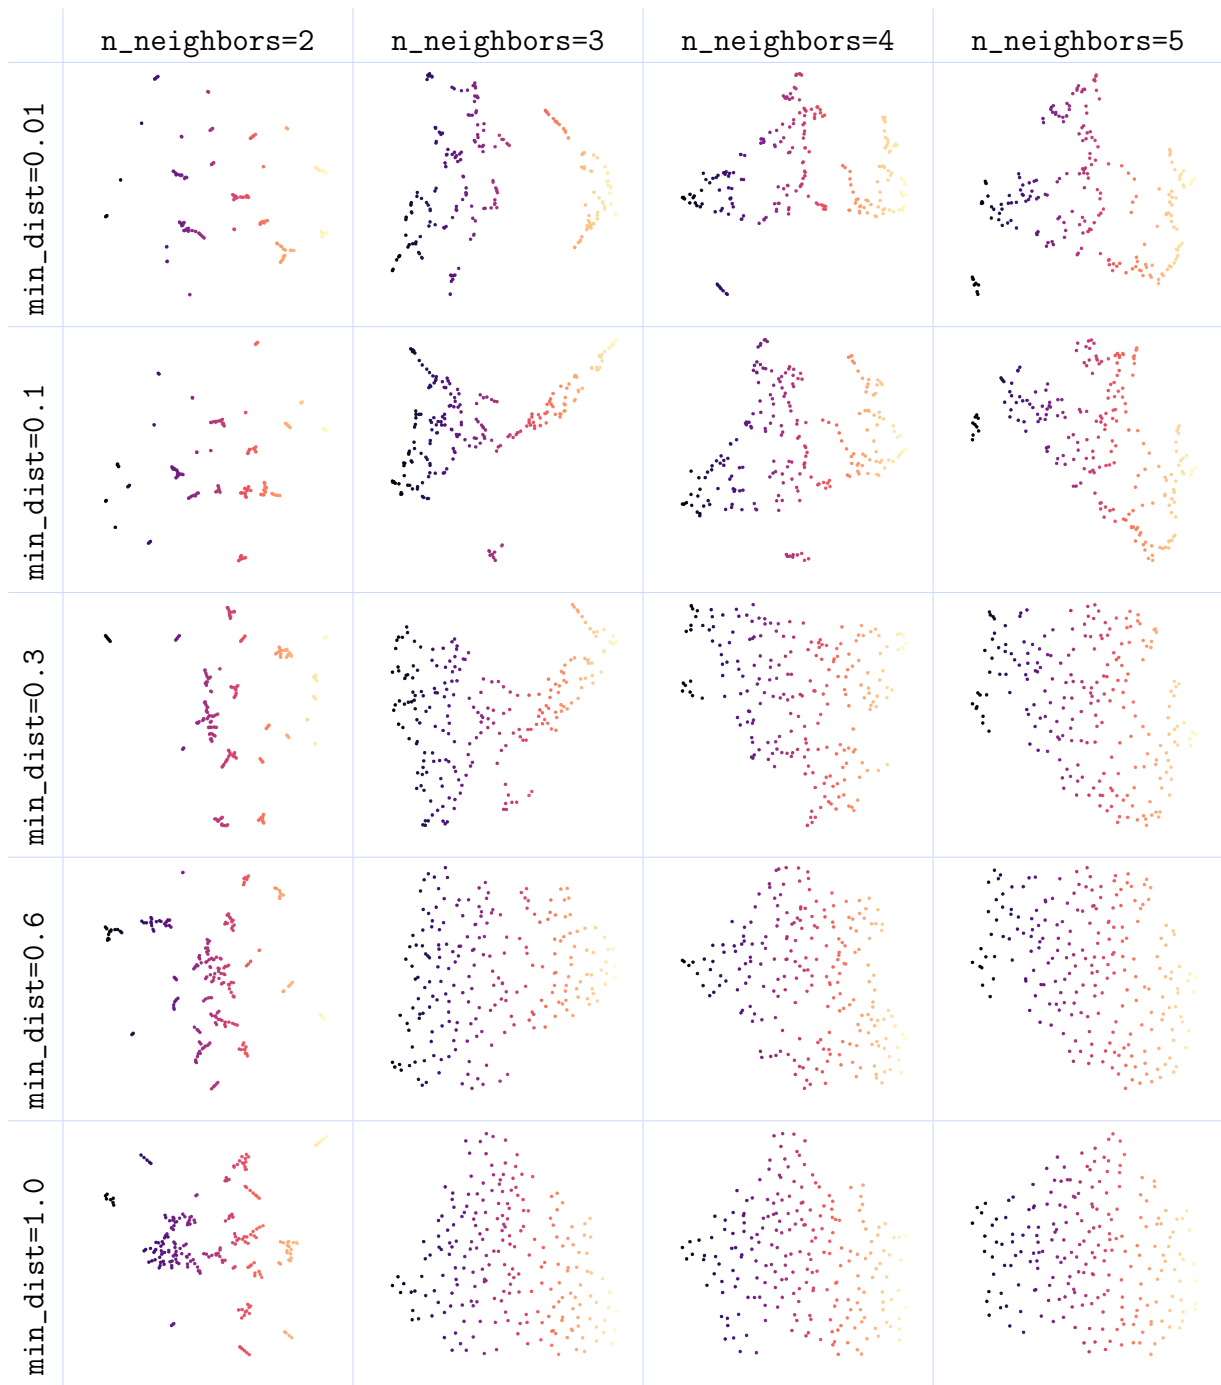 n_neighbors=2
n_neighbors=3
n_neighbors=4
n_neighbors=5
min_dist=0.01
min_dist=0.1
min_dist=0.3
min_dist=0.6
min_dist=1.0